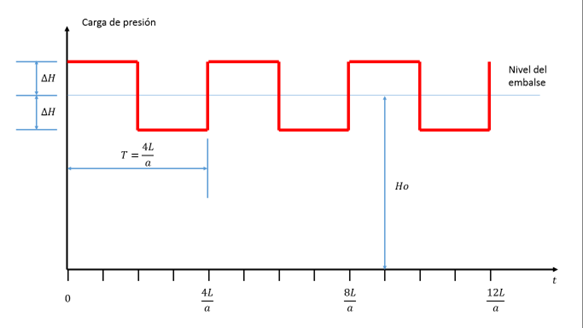 Carga de presión
ΔH
ΔH
Nivel del
embalse
T = 4L/a
Ho
t
0
4L/a
8L/a
12L/a